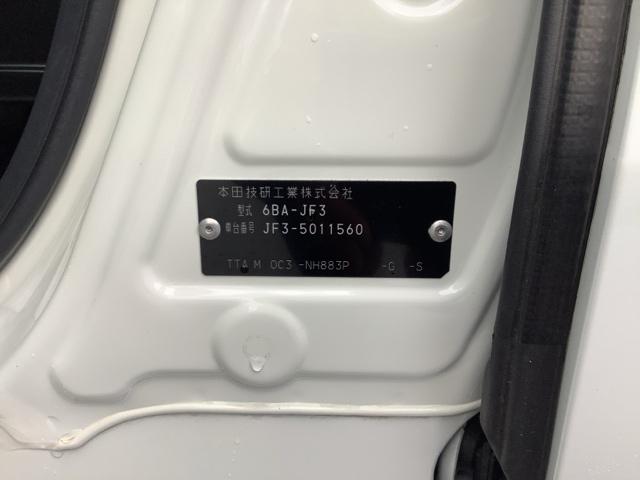 本田技研工業株式会社
型式 6BA-JF3
車台番号 JF3-5011560
TTA M 0C3 -NH883P -G -S